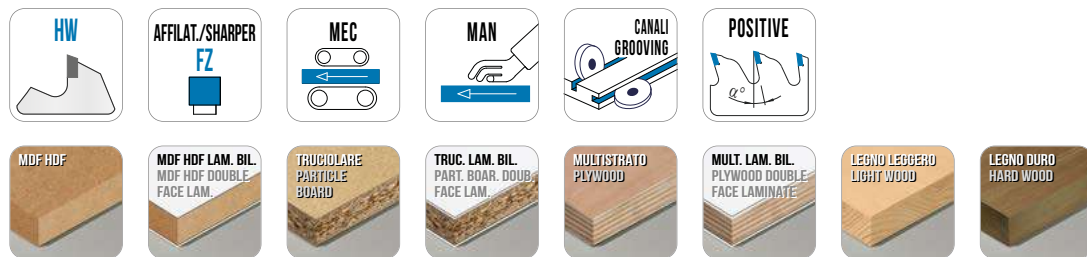 HW
AFFILAT./SHARPER
FZ
MEC
MAN
CANALI
GROOVING
POSITIVE
α°
MDF HDF
MDF HDF LAM. BIL.
MDF HDF DOUBLE
FACE LAM.
TRUCIOLARE
PARTICLE
BOARD
TRUC. LAM. BIL.
PART. BOAR. DOUB.
FACE LAM.
MULTISTRATO
PLYWOOD
MULT. LAM. BIL.
PLYWOOD DOUBLE
FACE LAMINATE
LEGNO LEGGERO
LIGHT WOOD
LEGNO DURO
HARD WOOD